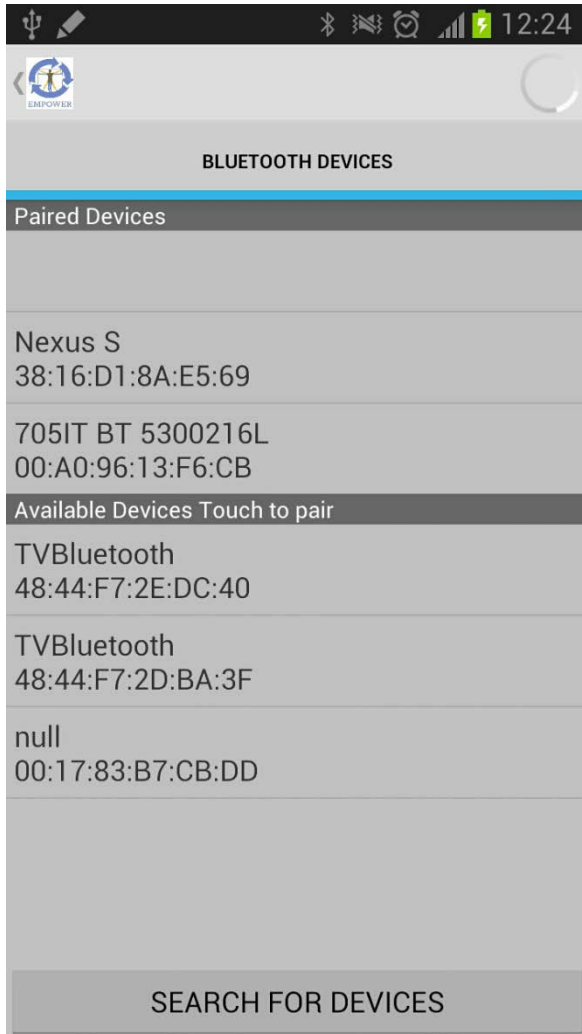 12:24
EMPOWER
BLUETOOTH DEVICES
Paired Devices
Nexus S
38:16:D1:8A:E5:69
705IT BT 5300216L
00:A0:96:13:F6:CB
Available Devices Touch to pair
TVBluetooth
48:44:F7:2E:DC:40
TVBluetooth
48:44:F7:2D:BA:3F
null
00:17:83:B7:CB:DD
SEARCH FOR DEVICES